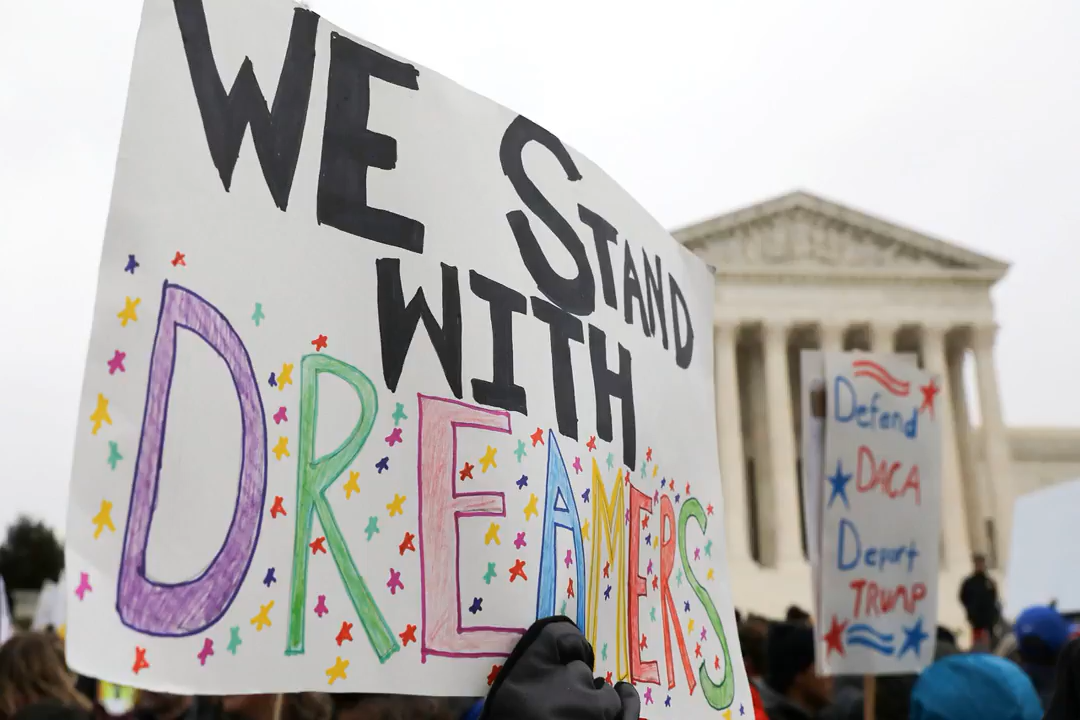 WE
STAND
WITH
DREAMERS
Defend
DACA
Deport
TRUMP